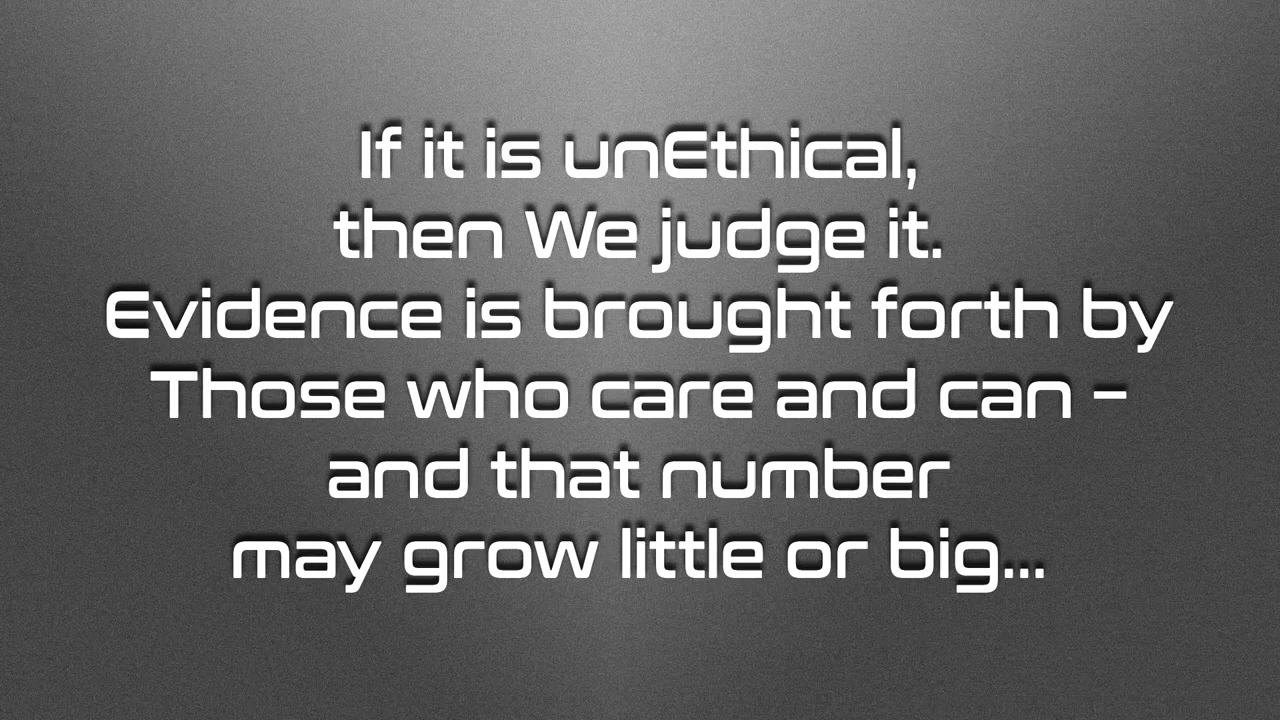 If it is unEthical,
then We judge it.
Evidence is brought forth by
Those who care and can -
and that number
may grow little or big...